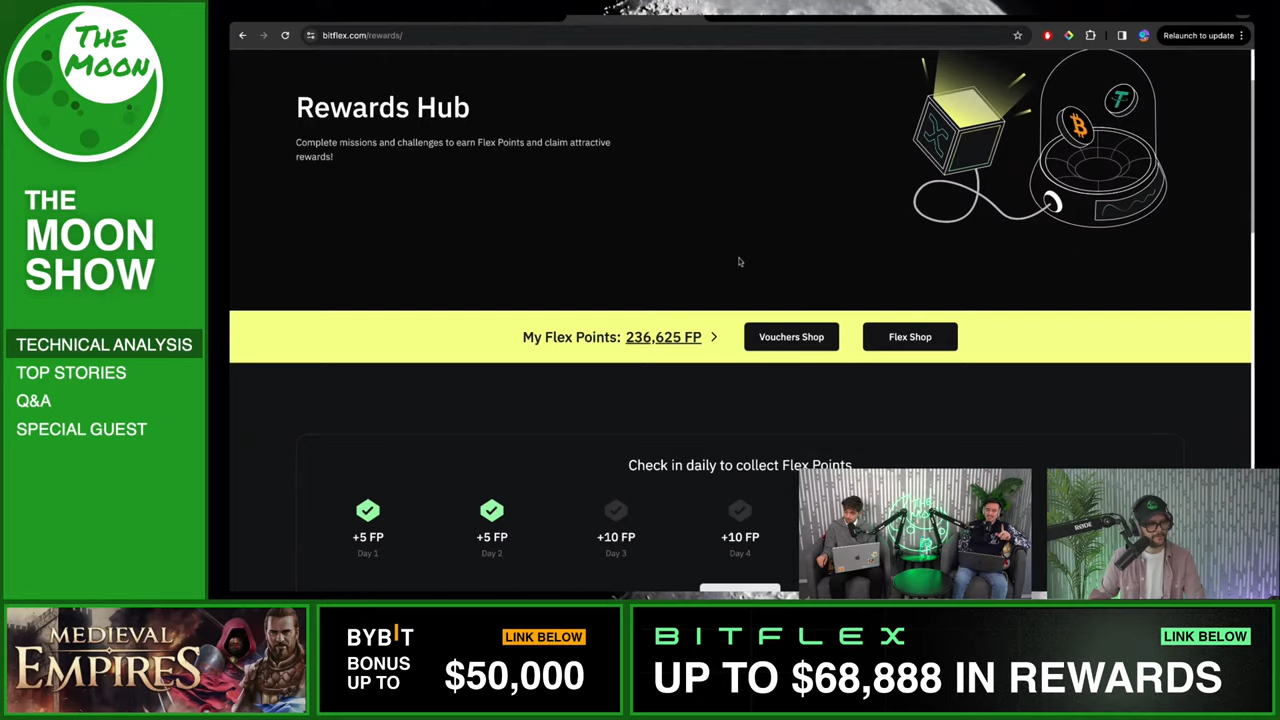 THE
MOON
THE
MOON
SHOW
TECHNICAL ANALYSIS
TOP STORIES
Q&A
SPECIAL GUEST
bitflex.com/rewards/
Relaunch to update
Rewards Hub
Complete missions and challenges to earn Flex Points and claim attractive
rewards!
My Flex Points: 236,625 FP
Vouchers Shop
Flex Shop
Check in daily to collect Flex Points
+5 FP
Day 1
+5 FP
Day 2
+10 FP
Day 3
+10 FP
Day 4
RØDE
MEDIEVAL
EMPIRES
BYBIT
LINK BELOW
BONUS
UP TO
$50,000
BITFLEX
LINK BELOW
UP TO $68,888 IN REWARDS